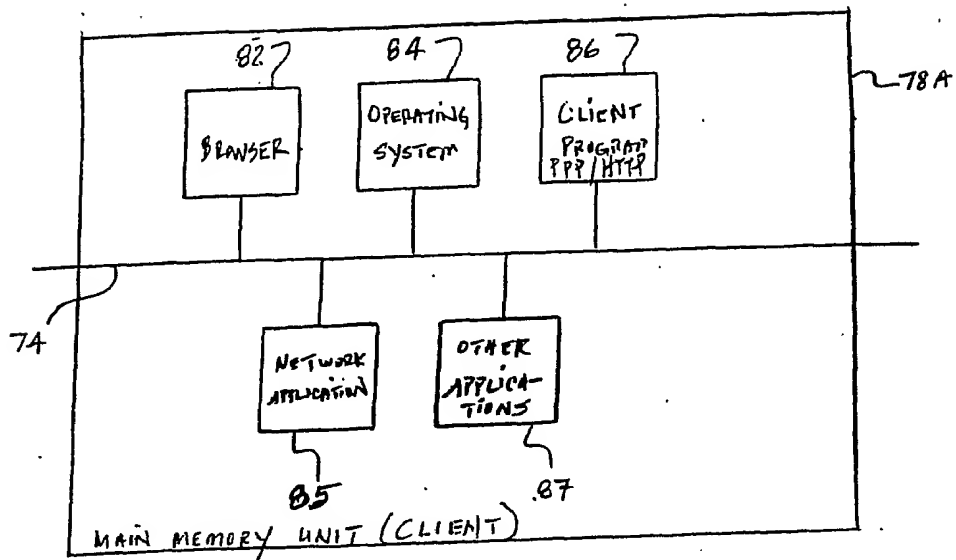 82
84
86
78A
BROWSER
OPERATING
SYSTEM
CLIENT
PROGRAM
PPP/HTTP
74
NETWORK
APPLICATION
OTHER
APPLICA-
TIONS
85
87
MAIN MEMORY UNIT (CLIENT)